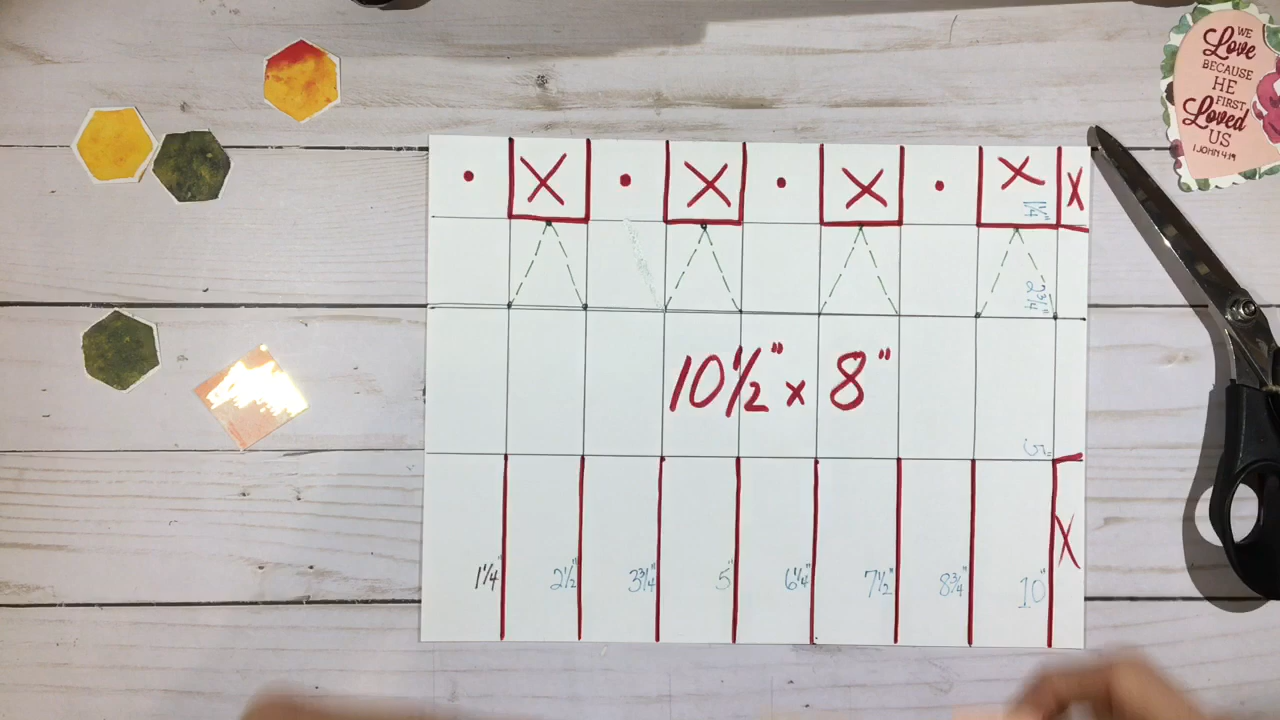 WE
Love
BECAUSE
HE
FIRST
Loved
US
1 JOHN 4:19
X X X X X
1¼"
2¾"
10½" x 8"
5"
X
1¼" 2½" 3¾" 5" 6¼" 7½" 8¾" 10"